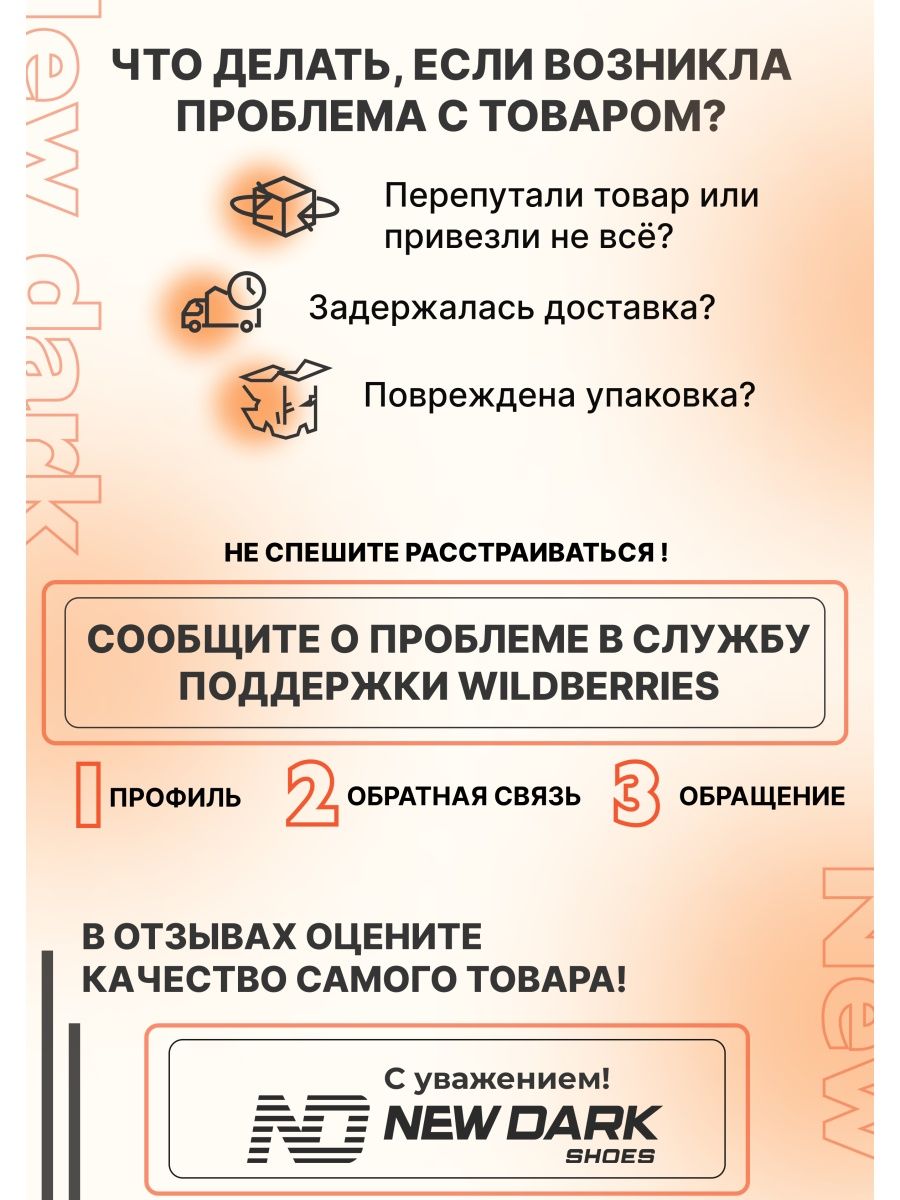 ЧТО ДЕЛАТЬ, ЕСЛИ ВОЗНИКЛА
ПРОБЛЕМА С ТОВАРОМ?
Перепутали товар или
привезли не всё?
Задержалась доставка?
Повреждена упаковка?
НЕ СПЕШИТЕ РАССТРАИВАТЬСЯ !
СООБЩИТЕ О ПРОБЛЕМЕ В СЛУЖБУ
ПОДДЕРЖКИ WILDBERRIES
1 ПРОФИЛЬ 2 ОБРАТНАЯ СВЯЗЬ 3 ОБРАЩЕНИЕ
В ОТЗЫВАХ ОЦЕНИТЕ
КАЧЕСТВО САМОГО ТОВАРА!
С уважением!
ND NEW DARK
SHOES
ew dark
New